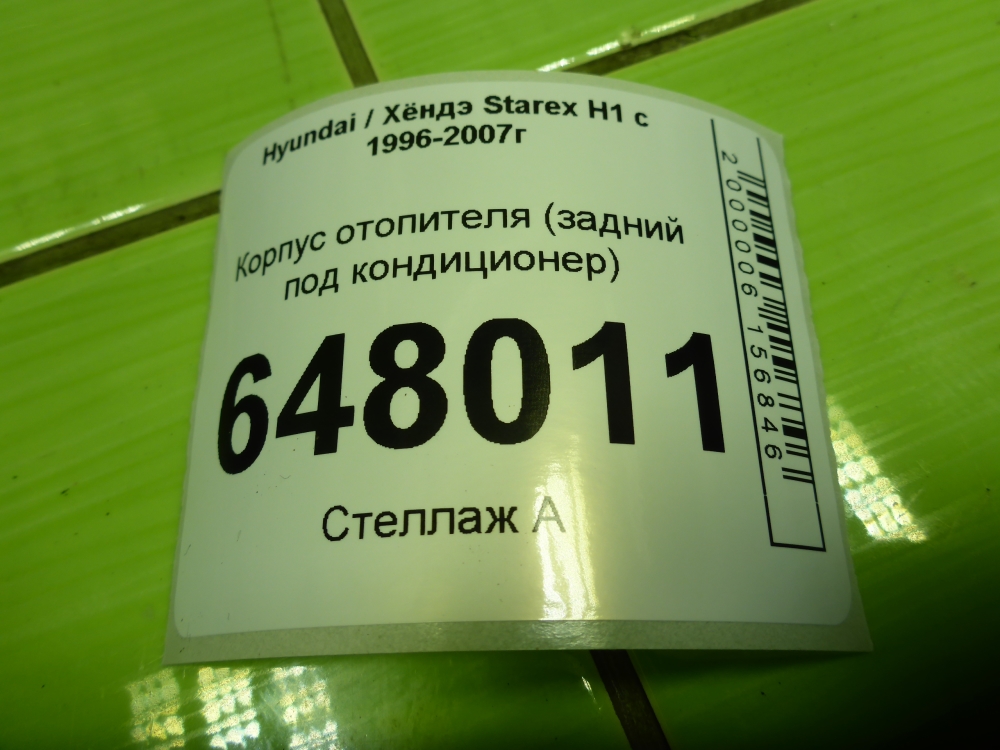 Hyundai / Хёндэ Starex H1 с
1996-2007г
Корпус отопителя (задний
под кондиционер)
648011
Стеллаж А
2000006156846